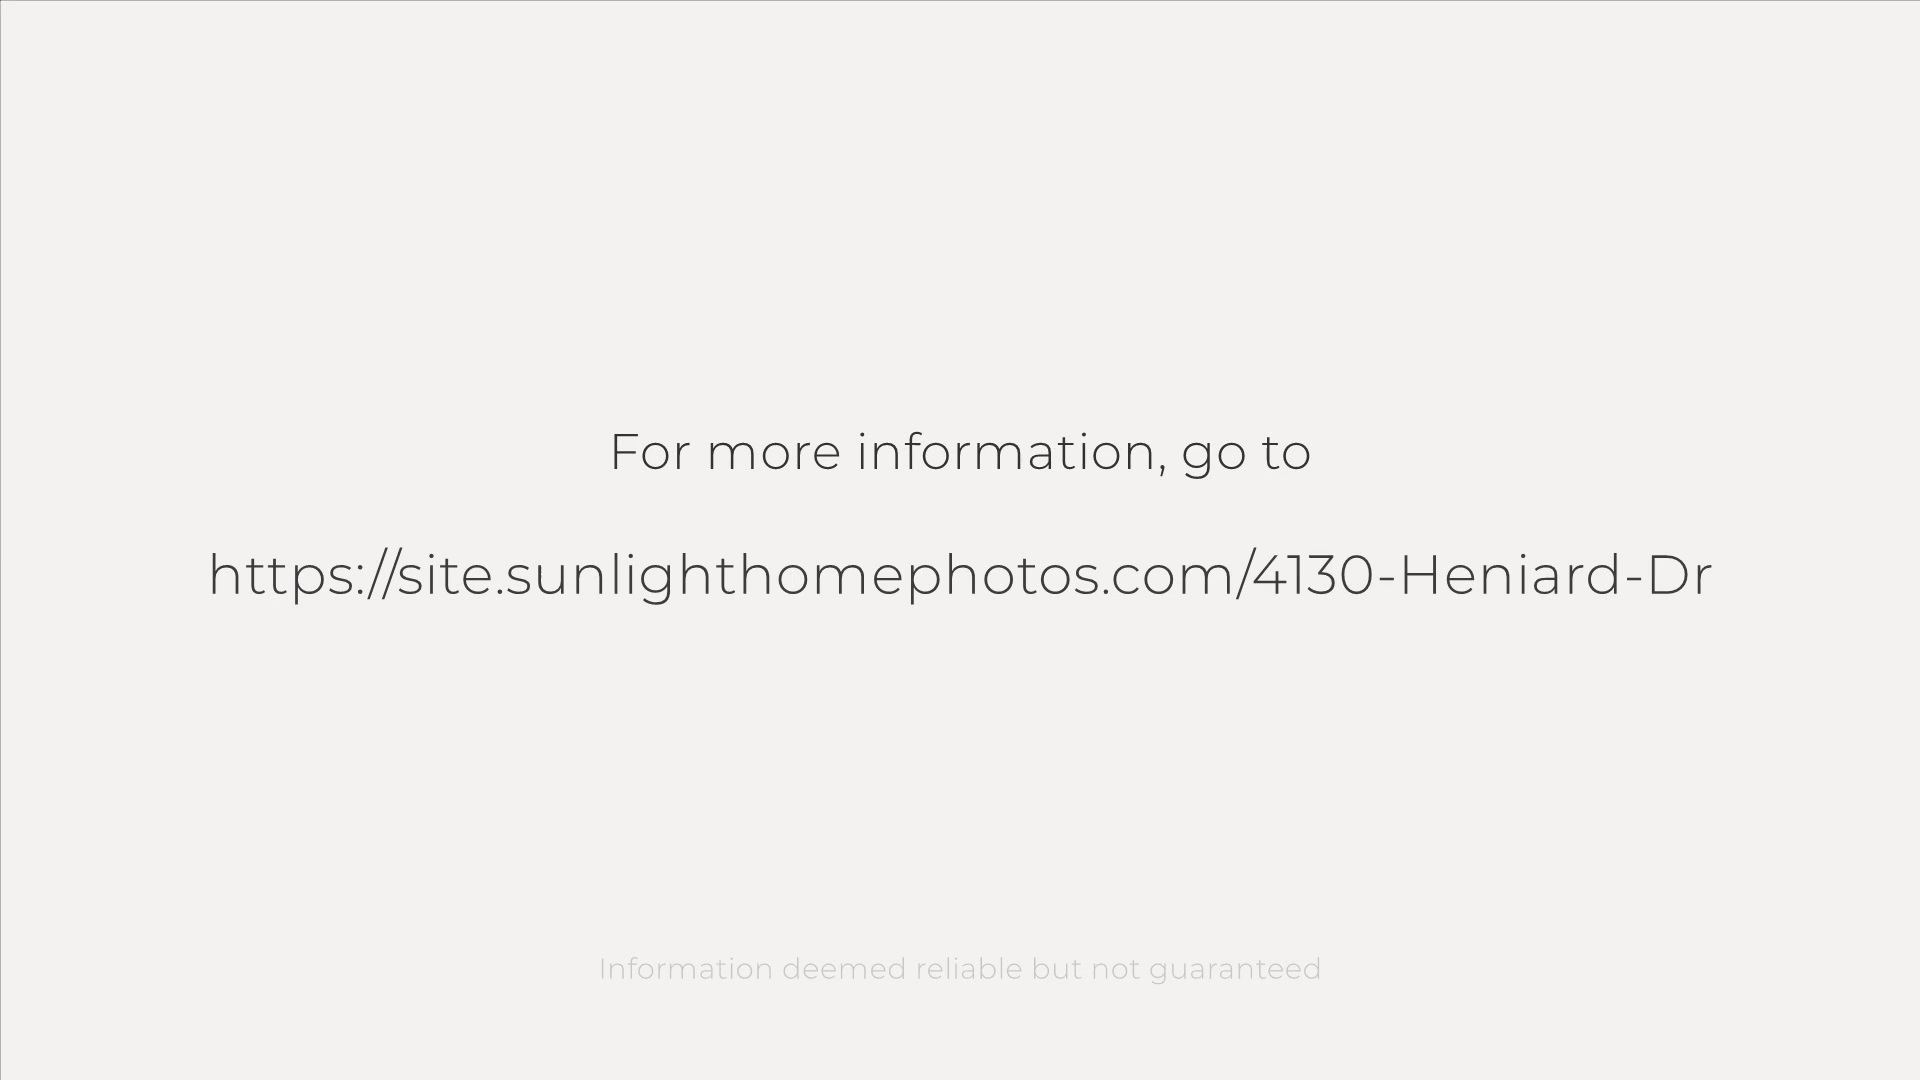 For more information, go to
https://site.sunlighthomephotos.com/4130-Heniard-Dr
Information deemed reliable but not guaranteed